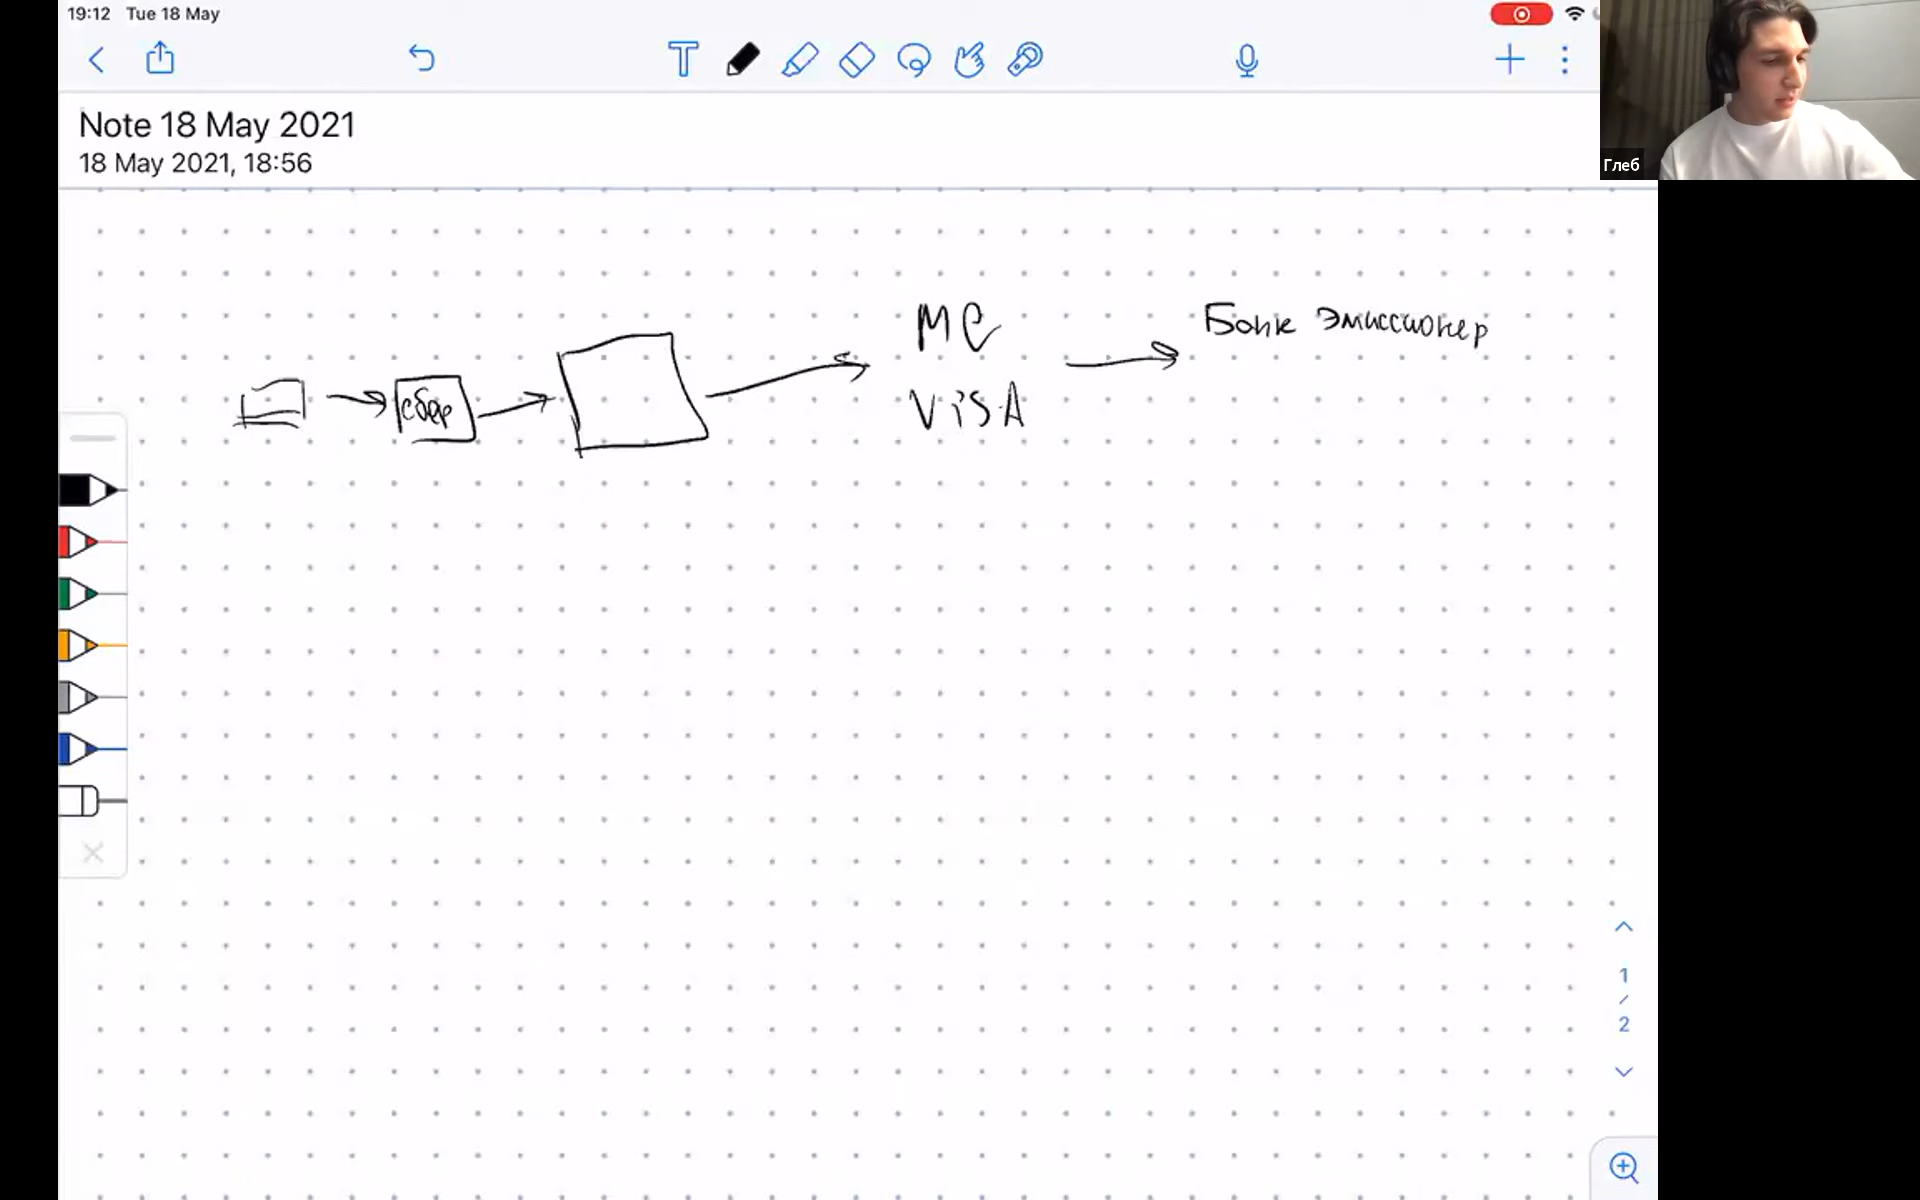 19:12 Tue 18 May
Глеб
Note 18 May 2021
18 May 2021, 18:56
MC
VISA
Банк эмиссионер
сбер
1
/
2